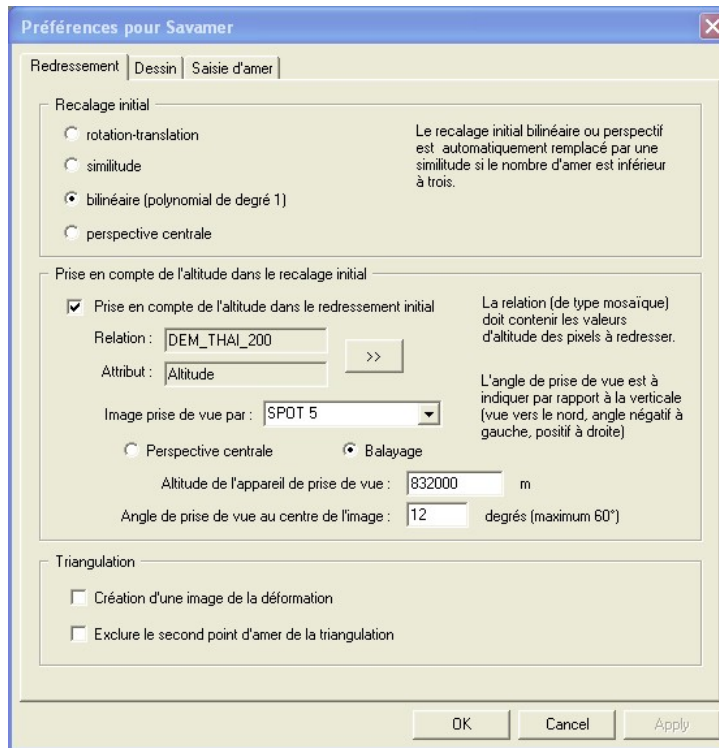 Préférences pour Savamer
Redressement
Dessin
Saisie d'amer
Recalage initial
rotation-translation
similitude
bilinéaire (polynomial de degré 1)
perspective centrale
Le recalage initial bilinéaire ou perspectif
est automatiquement remplacé par une
similitude si le nombre d'amer est inférieur
à trois.
Prise en compte de l'altitude dans le recalage initial
Prise en compte de l'altitude dans le redressement initial
Relation : DEM_THAI_200
Attribut : Altitude
>>
La relation (de type mosaïque)
doit contenir les valeurs
d'altitude des pixels à redresser.
Image prise de vue par : SPOT 5
Perspective centrale
Balayage
L'angle de prise de vue est à
indiquer par rapport à la verticale
(vue vers le nord, angle négatif à
gauche, positif à droite)
Altitude de l'appareil de prise de vue : 832000 m
Angle de prise de vue au centre de l'image : 12 degrés (maximum 60°)
Triangulation
Création d'une image de la déformation
Exclure le second point d'amer de la triangulation
OK
Cancel
Apply